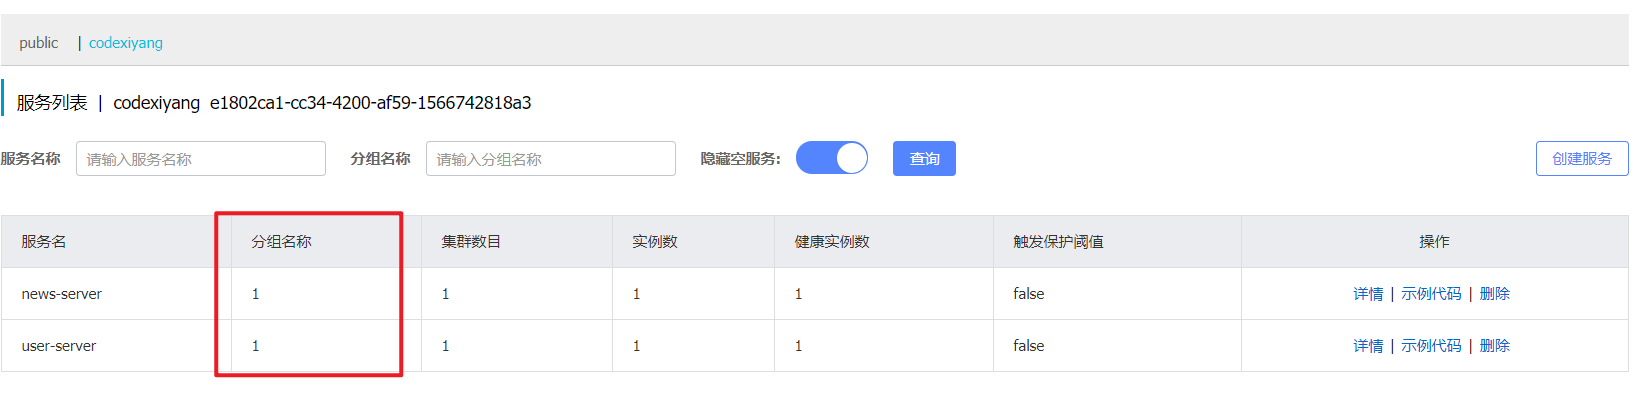 public | codexiyang
服务列表 | codexiyang e1802ca1-cc34-4200-af59-1566742818a3
服务名称 请输入服务名称 分组名称 请输入分组名称 隐藏空服务: 查询 创建服务
服务名 分组名称 集群数目 实例数 健康实例数 触发保护阈值 操作
news-server 1 1 1 1 false 详情 | 示例代码 | 删除
user-server 1 1 1 1 false 详情 | 示例代码 | 删除